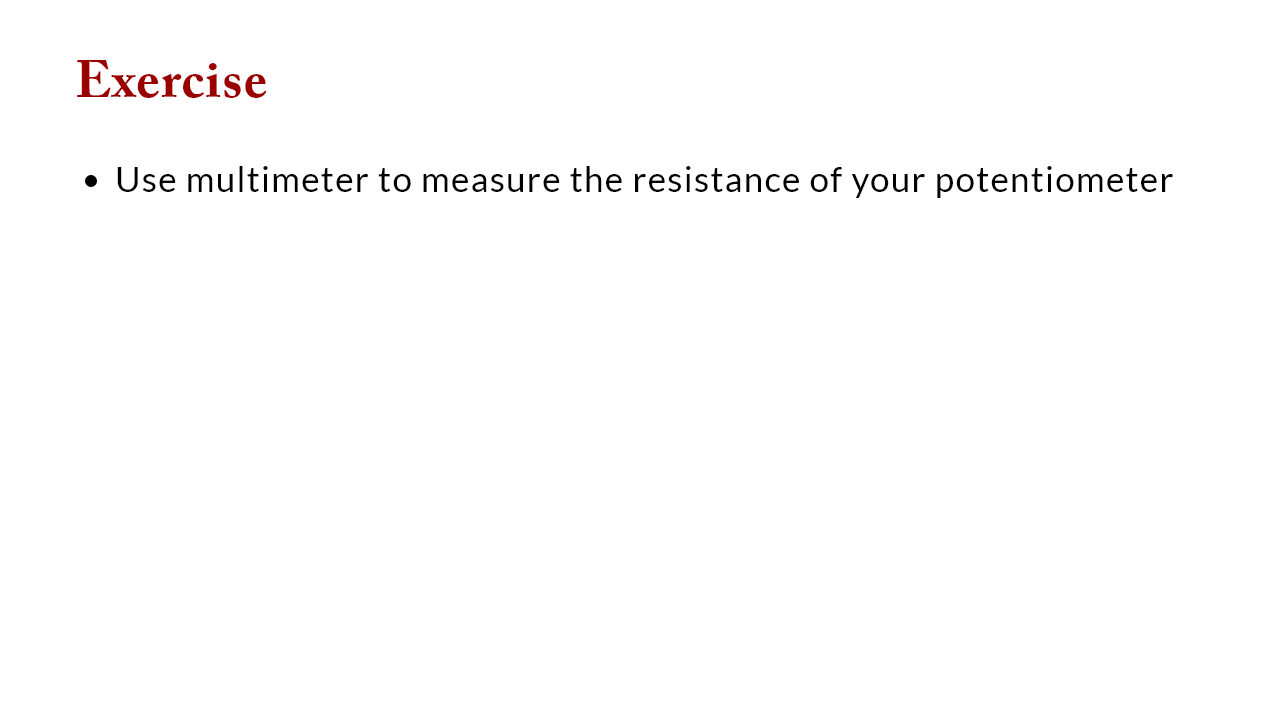 Exercise
• Use multimeter to measure the resistance of your potentiometer